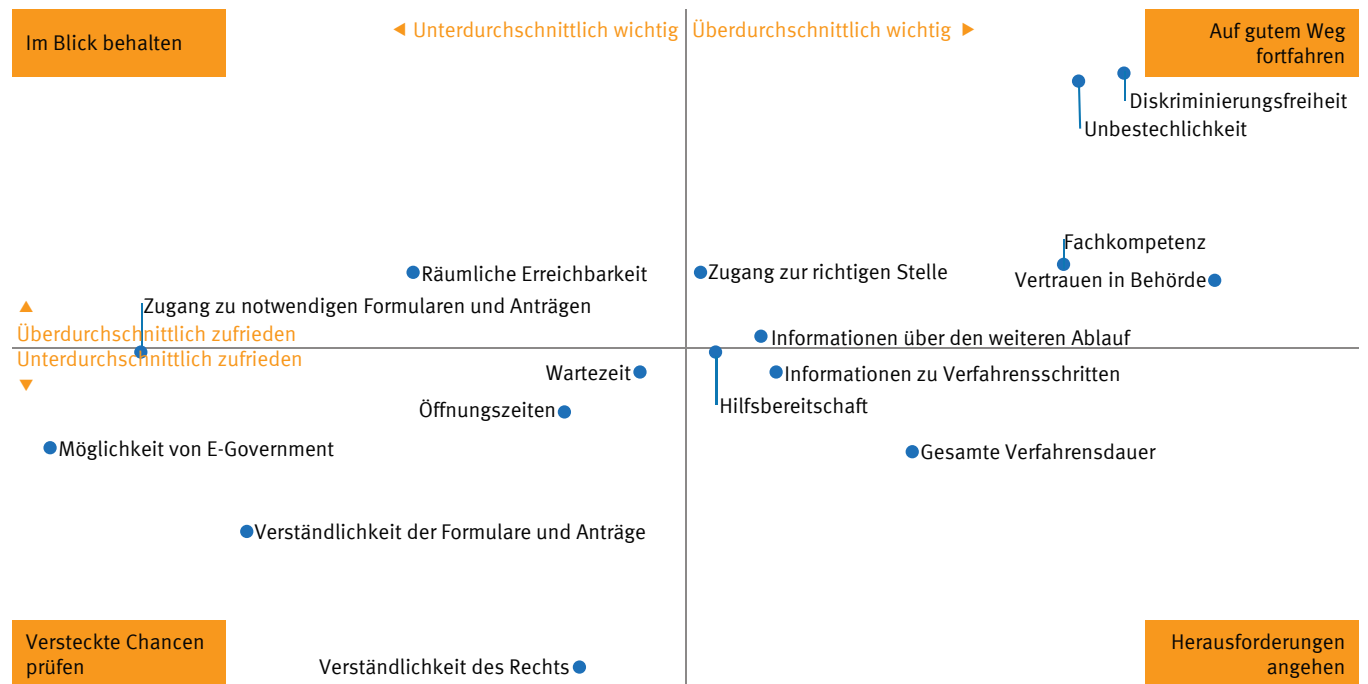 Im Blick behalten
◄ Unterdurchschnittlich wichtig
Überdurchschnittlich wichtig ►
Auf gutem Weg
fortfahren
Diskriminierungsfreiheit
Unbestechlichkeit
Fachkompetenz
Räumliche Erreichbarkeit
Zugang zur richtigen Stelle
Vertrauen in Behörde
Zugang zu notwendigen Formularen und Anträgen
▲
Überdurchschnittlich zufrieden
Informationen über den weiteren Ablauf
Unterdurchschnittlich zufrieden
▼
Wartezeit
Informationen zu Verfahrensschritten
Öffnungszeiten
Hilfsbereitschaft
Möglichkeit von E-Government
Gesamte Verfahrensdauer
Verständlichkeit der Formulare und Anträge
Versteckte Chancen
prüfen
Verständlichkeit des Rechts
Herausforderungen
angehen